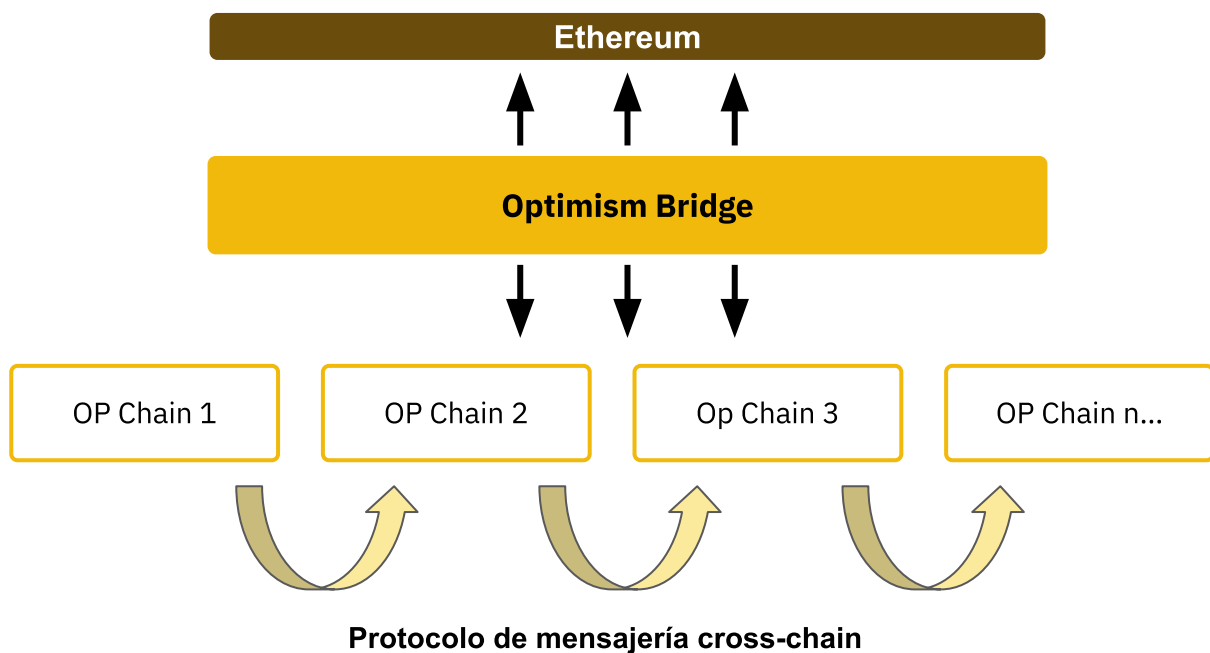 Ethereum
Optimism Bridge
OP Chain 1
OP Chain 2
Op Chain 3
OP Chain n...
Protocolo de mensajería cross-chain